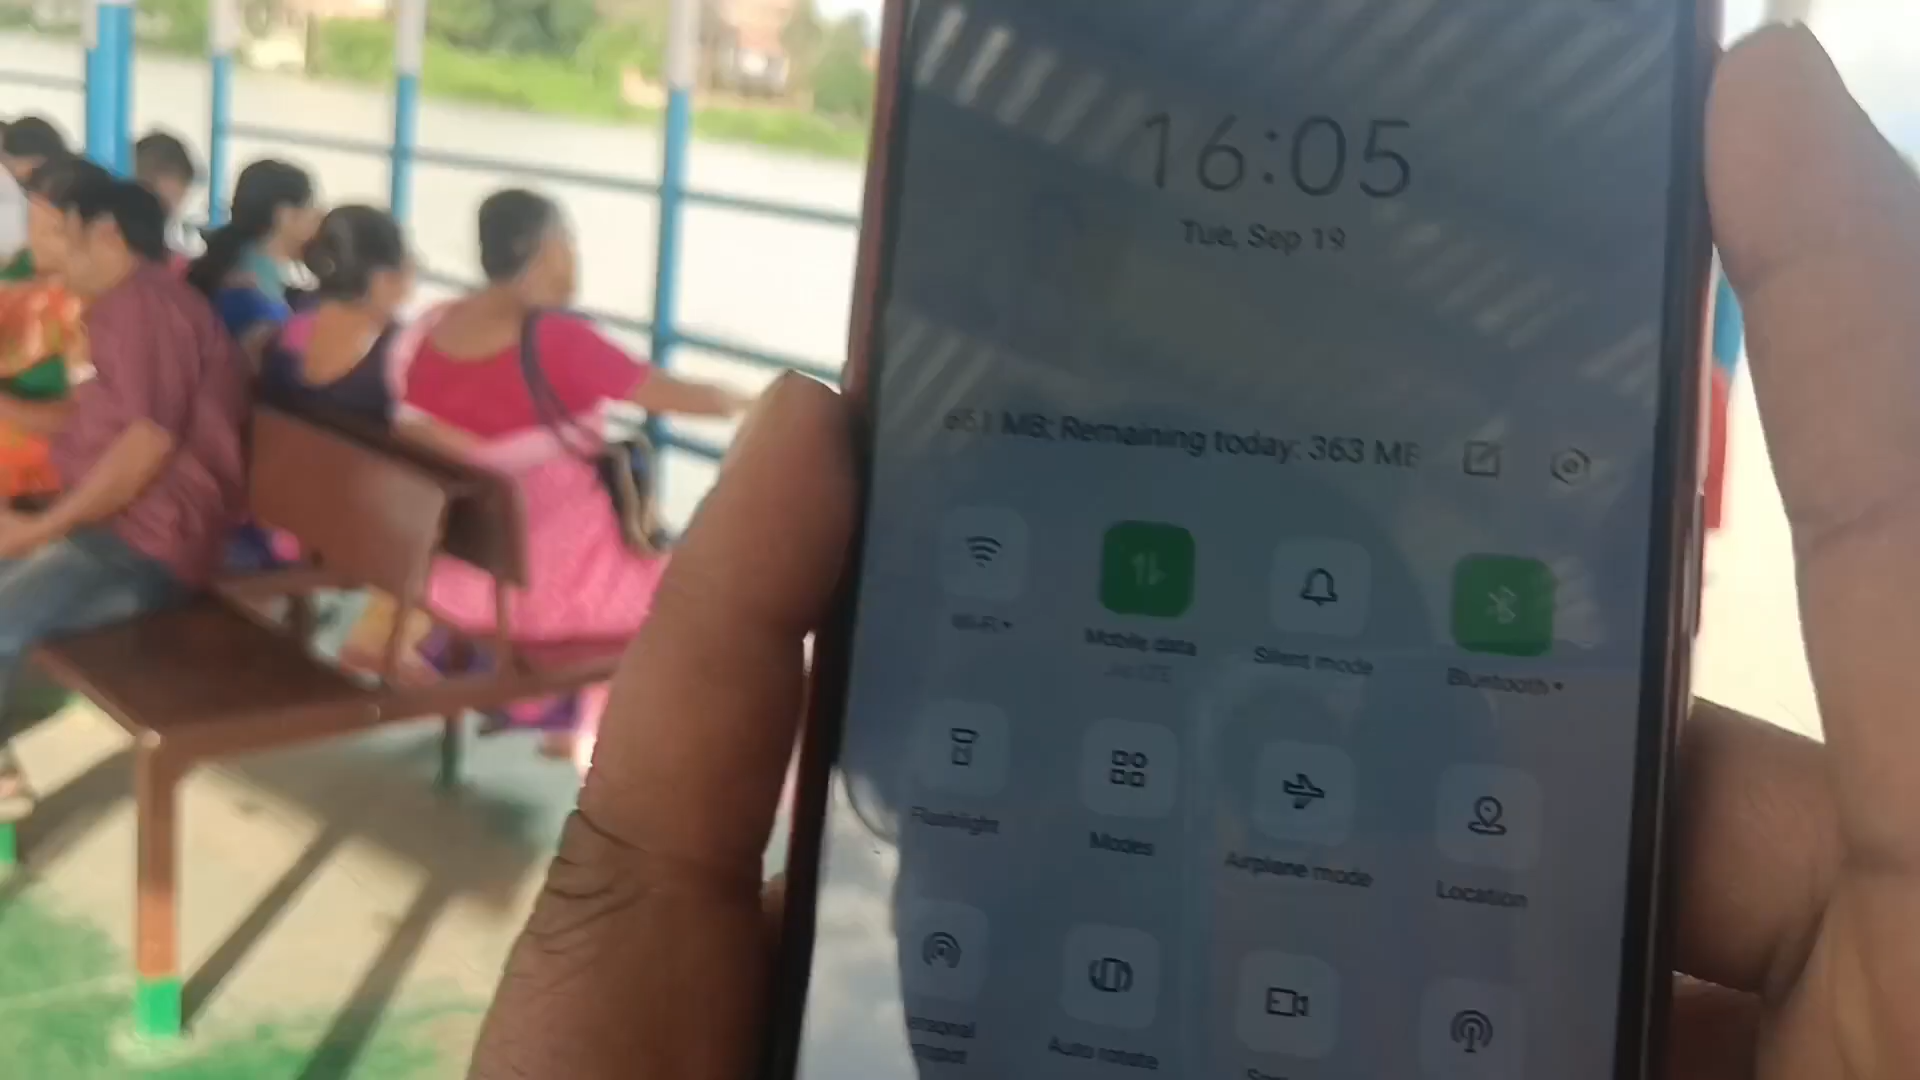 16:05
Tue, Sep 19
651 MB; Remaining today: 363 MB
Wi-Fi
Mobile data
Silent mode
Bluetooth
Flashlight
Modes
Airplane mode
Location
Auto rotate